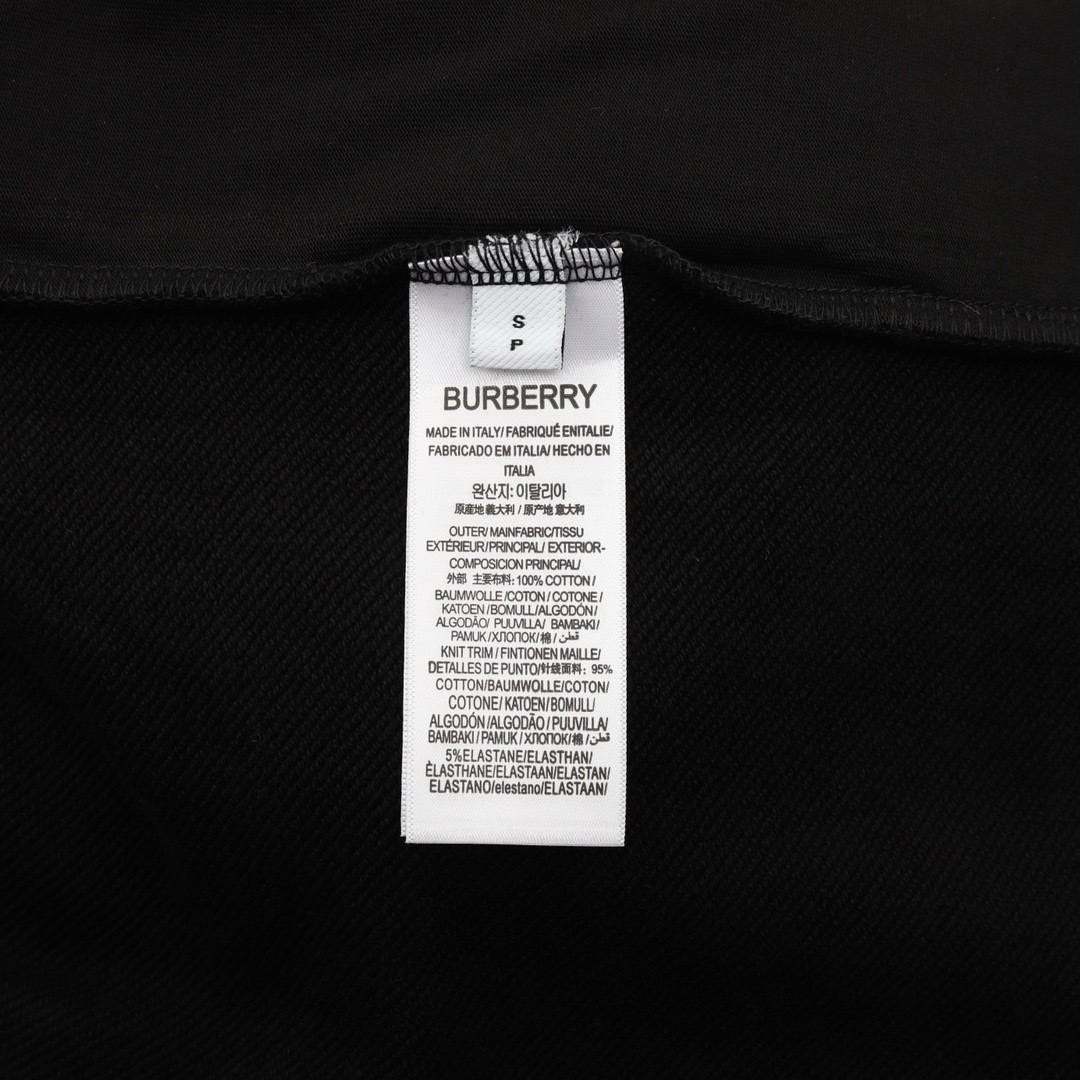 S
P
BURBERRY
MADE IN ITALY/ FABRIQUÉ ENITALIE/
FABRICADO EM ITALIA/ HECHO EN
ITALIA
완산지: 이탈리아
原産地義大利 / 原产地意大利
OUTER/ MAINFABRIC/TISSU
EXTÉRIEUR/PRINCIPAL/ EXTERIOR-
COMPOSICION PRINCIPAL/
外部 主要布料: 100% COTTON /
BAUMWOLLE /COTON / COTONE /
KATOEN /BOMULL/ALGODÓN /
ALGODÃO/ PUUVILLA/ BAMBAKI/
PAMUK /ХЛОПОК/棉 / قطن/
KNIT TRIM / FINTIONEN MAILLE/
DETALLES DE PUNTO/针线面料: 95%
COTTON/BAUMWOLLE/COTON/
COTONE/ KATOEN/BOMULL/
ALGODÓN /ALGODÃO / PUUVILLA/
BAMBAKI / PAMUK / ХЛОПОК/棉 / قطن/
5%ELASTANE/ELASTHAN/
ÈLASTHANE/ELASTAAN/ELASTAN/
ELASTANO/elestano/ELASTAAN/